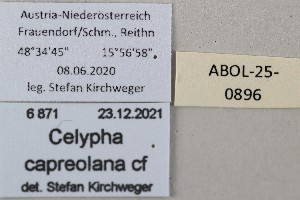 Austria-Niederösterreich
Frauendorf/Schm., Reithn
48°34'45" 15°56'58"
08.06.2020
leg. Stefan Kirchweger
ABOL-25-
0896
6 871 23.12.2021
Celypha
capreolana cf
det. Stefan Kirchweger